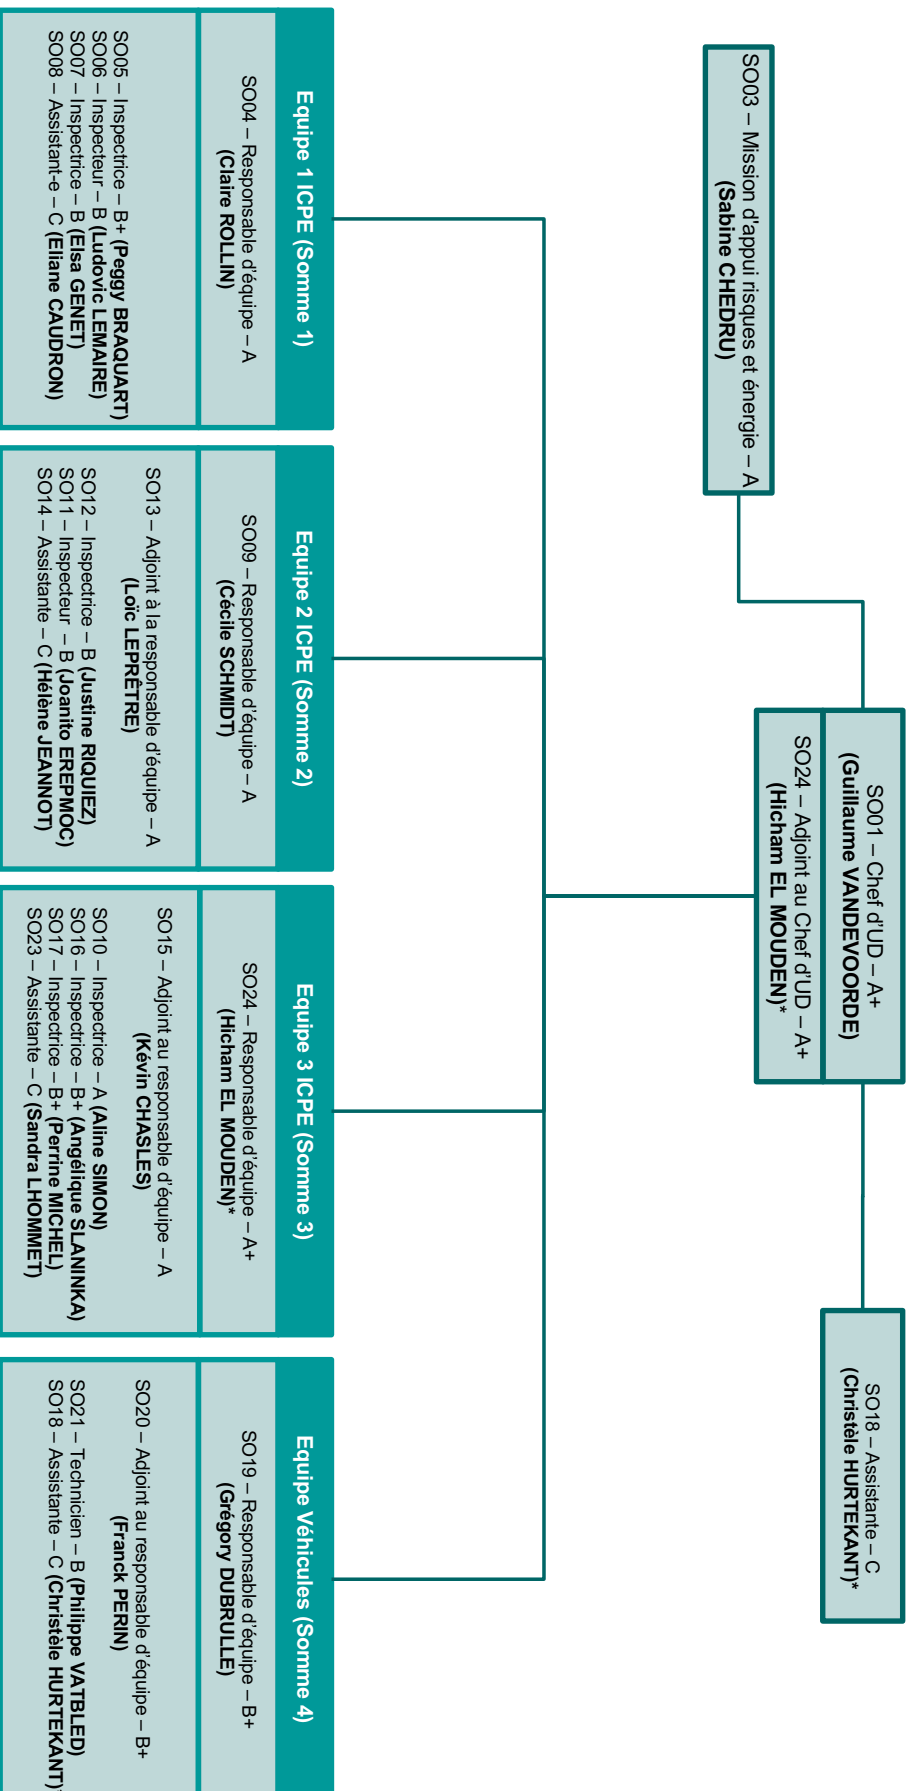 SO01 – Chef d'UD – A+
(Guillaume VANDEVOORDE)
SO24 – Adjoint au Chef d'UD – A+
(Hicham EL MOUDEN)*
SO03 – Mission d'appui risques et énergie – A
(Sabine CHEDRU)
SO18 – Assistante – C
(Christèle HURTEKANT)*
Equipe 1 ICPE (Somme 1)
SO04 – Responsable d'équipe – A
(Claire ROLLIN)
SO05 – Inspectrice – B+ (Peggy BRAQUART)
SO06 – Inspecteur – B (Ludovic LEMAIRE)
SO07 – Inspectrice – B (Elsa GENET)
SO08 – Assistant-e – C (Eliane CAUDRON)
Equipe 2 ICPE (Somme 2)
SO09 – Responsable d'équipe – A
(Cécile SCHMIDT)
SO13 – Adjoint à la responsable d'équipe – A
(Loïc LEPRÊTRE)
SO12 – Inspectrice – B (Justine RIQUIEZ)
SO11 – Inspecteur – B (Joanito EREPMOC)
SO14 – Assistante – C (Hélène JEANNOT)
Equipe 3 ICPE (Somme 3)
SO24 – Responsable d'équipe – A+
(Hicham EL MOUDEN)*
SO15 – Adjoint au responsable d'équipe – A
(Kévin CHASLES)
SO10 – Inspectrice – A (Aline SIMON)
SO16 – Inspectrice – B+ (Angélique SLANINKA)
SO17 – Inspectrice – B+ (Perrine MICHEL)
SO23 – Assistante – C (Sandra LHOMMET)
Equipe Véhicules (Somme 4)
SO19 – Responsable d'équipe – B+
(Grégory DUBRULLE)
SO20 – Adjoint au responsable d'équipe – B+
(Franck PERIN)
SO21 – Technicien – B (Philippe VATBLED)
SO18 – Assistante – C (Christèle HURTEKANT)*